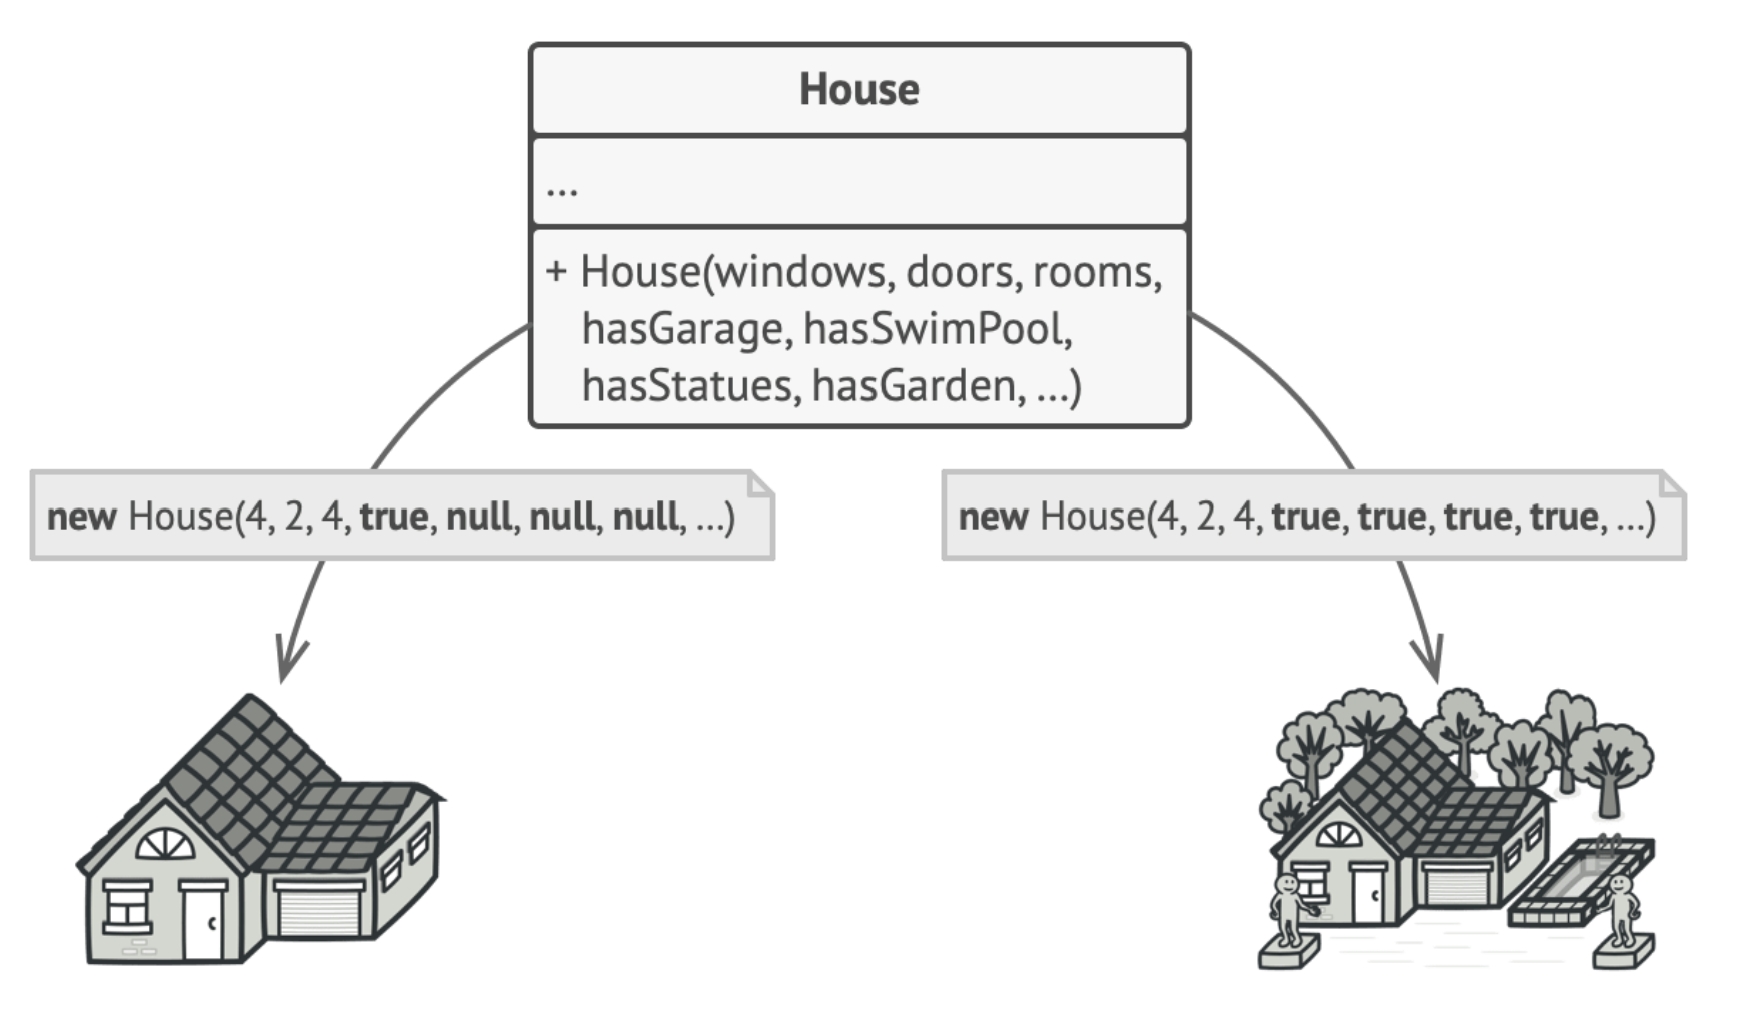 House
...
+ House(windows, doors, rooms,
hasGarage, hasSwimPool,
hasStatues, hasGarden, ...)
new House(4, 2, 4, true, null, null, null, ...)
new House(4, 2, 4, true, true, true, true, ...)